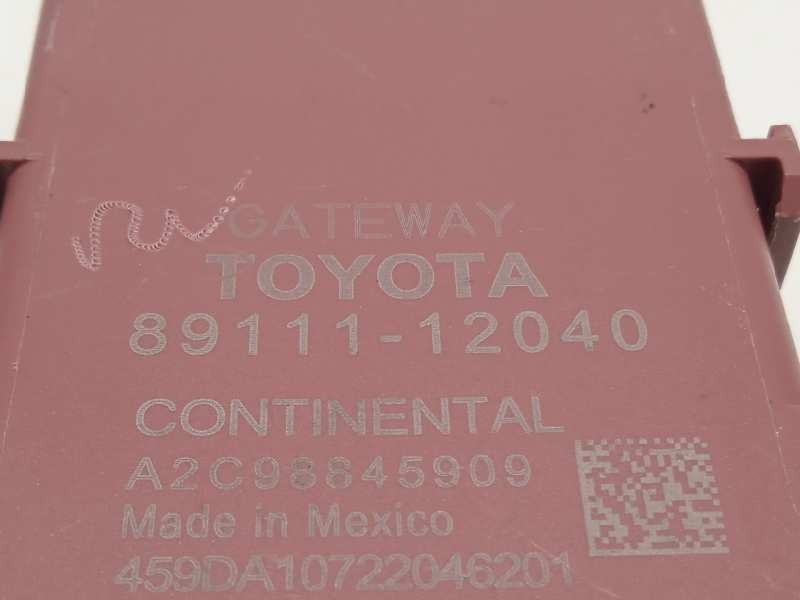 GATEWAY
TOYOTA
89111-12040
CONTINENTAL
A2C98845909
Made in Mexico
459DA10722046201